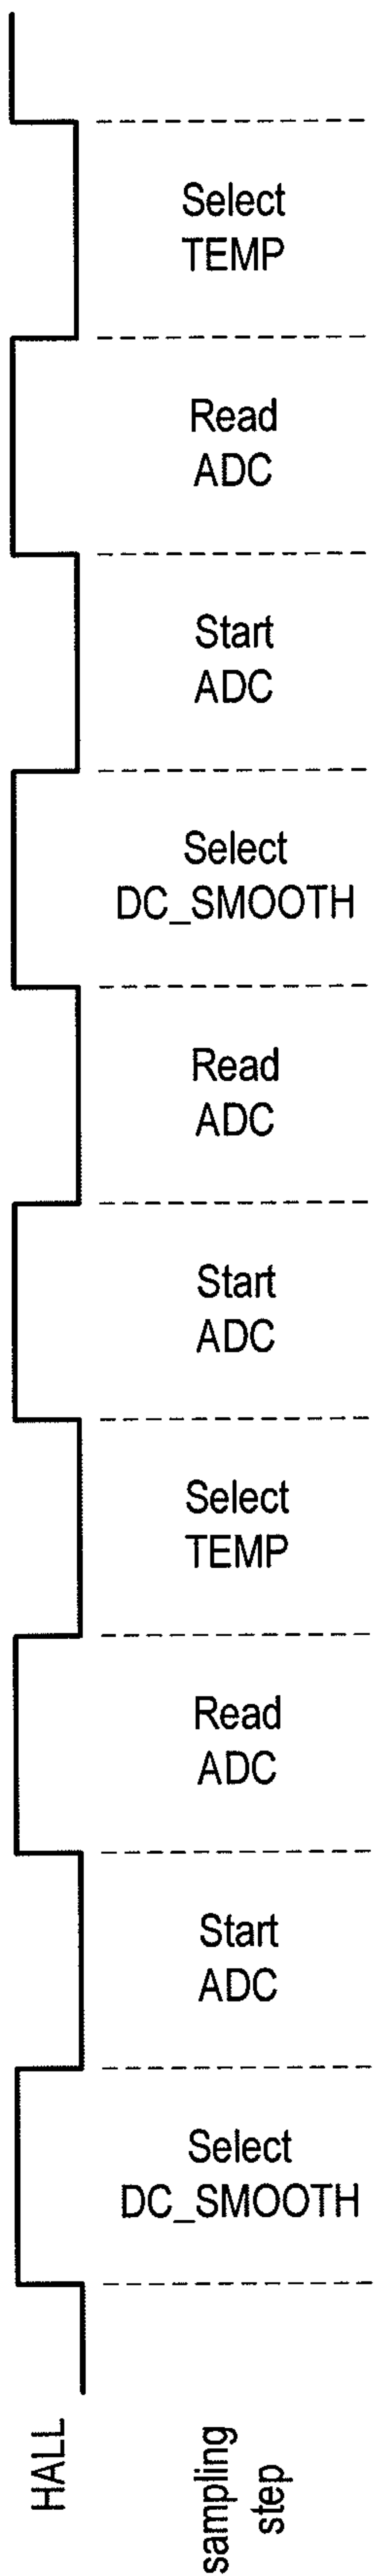 Select
TEMP
Read
ADC
Start
ADC
Select
DC_SMOOTH
Read
ADC
Start
ADC
Select
TEMP
Read
ADC
Start
ADC
Select
DC_SMOOTH
HALL
sampling
step